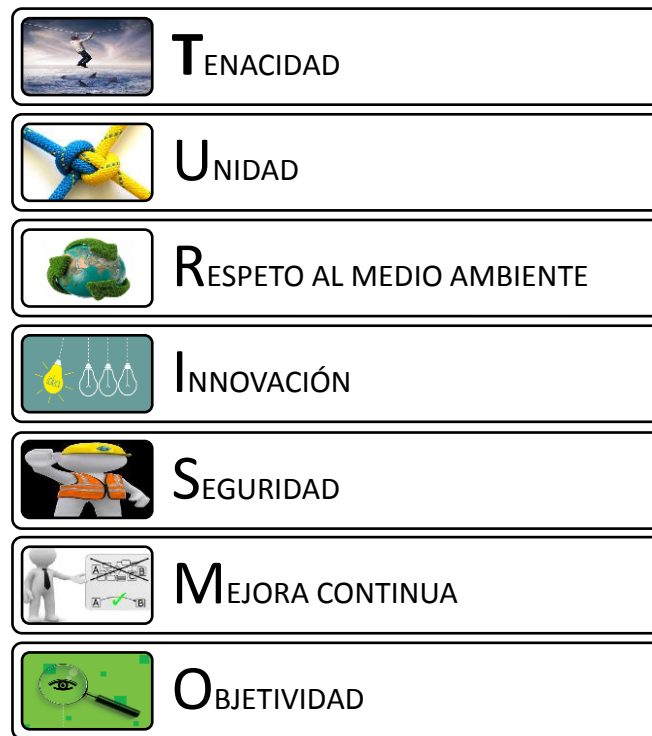 TENACIDAD
UNIDAD
RESPETO AL MEDIO AMBIENTE
INNOVACIÓN
SEGURIDAD
A B
A B
MEJORA CONTINUA
OBJETIVIDAD